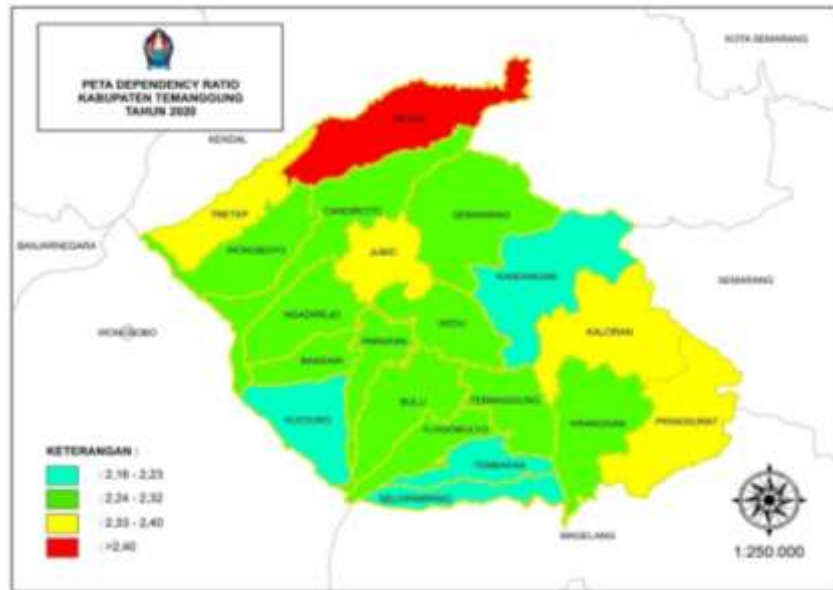 PETA DEPENDENCY RATIO
KABUPATEN TEMANGGUNG
TAHUN 2020
KOTA SEMARANG
KENDAL
BEJEN
TRETEP
CANDIROTO
GEMAWANG
BANJARNEGARA
WONOBOYO
JUMO
KANDANGAN
SEMARANG
NGADIREJO
KEDU
WONOSOBO
KALORAN
PARAKAN
BANSARI
BULU
TEMANGGUNG
KLEDUNG
KRANGGAN
PRINGSURAT
TLOGOMULYO
KETERANGAN :
TEMBARAK
: 2,16 - 2,23
SELOPAMPANG
: 2,24 - 2,32
: 2,33 - 2,40
MAGELANG
: >2,40
1:250.000